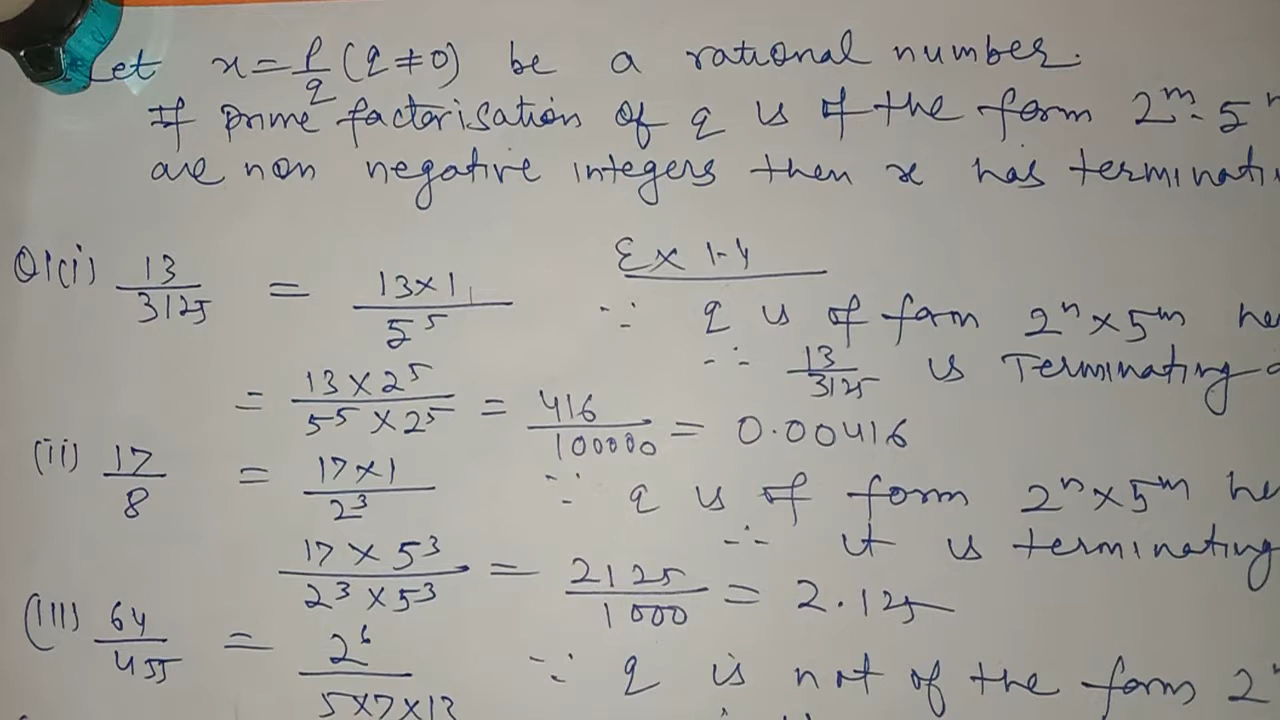 Let x = p/q (q ≠ 0) be a rational number.
If prime factorisation of q is of the form 2^m · 5^n
are non negative integers then x has terminati
Ex 1.4
Q1(i) 13/3125 = 13×1/5^5 ∵ q is of form 2^n × 5^m he
∴ 13/3125 is Terminating
= 13×2^5/5^5×2^5 = 416/100000 = 0.00416
(ii) 17/8 = 17×1/2^3 ∵ q is of form 2^n × 5^m he
∴ it is terminating
17×5^3/2^3×5^3 = 2125/1000 = 2.125
(iii) 64/455 = 2^6/5×7×13 ∵ q is not of the form 2